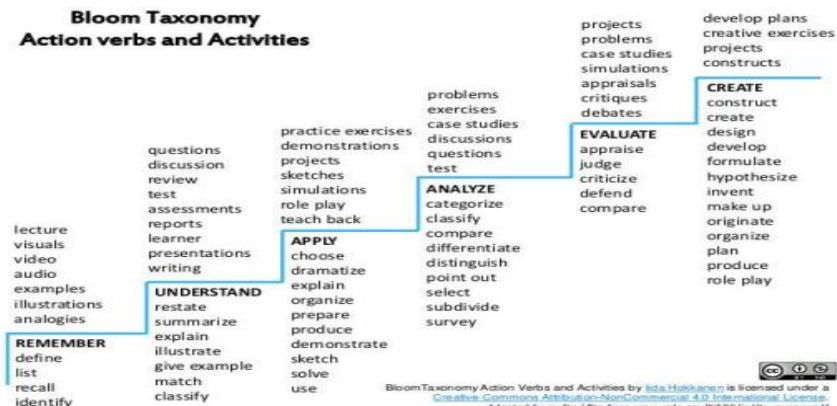 Bloom Taxonomy
Action verbs and Activities
lecture
visuals
video
audio
examples
illustrations
analogies
REMEMBER
define
list
recall
identify
questions
discussion
review
test
assessments
reports
learner
presentations
writing
UNDERSTAND
restate
summarize
explain
illustrate
give example
match
classify
practice exercises
demonstrations
projects
sketches
simulations
role play
teach back
APPLY
choose
dramatize
explain
organize
prepare
produce
demonstrate
sketch
solve
use
problems
exercises
case studies
discussions
questions
test
ANALYZE
categorize
classify
compare
differentiate
distinguish
point out
select
subdivide
survey
projects
problems
case studies
simulations
appraisals
critiques
debates
EVALUATE
appraise
judge
criticize
defend
compare
develop plans
creative exercises
projects
constructs
CREATE
construct
create
design
develop
formulate
hypothesize
invent
make up
originate
organize
plan
produce
role play
BloomTaxonomy Action Verbs and Activities by Iida Hokkanen is licensed under a
Creative Commons Attribution-NonCommercial 4.0 International License.